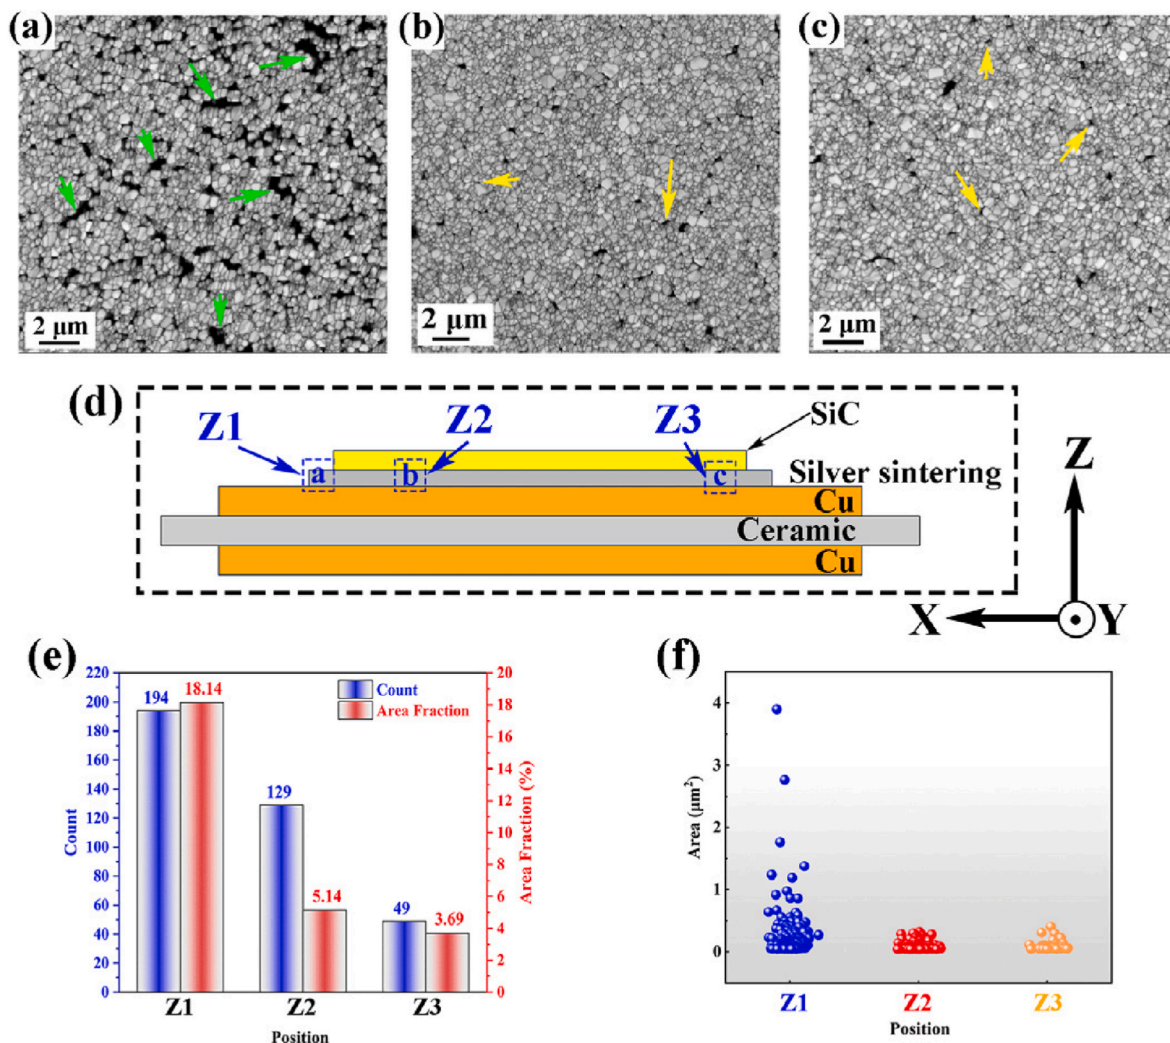 (a)
2 μm
(b)
2 μm
(c)
2 μm
(d)
Z1
Z2
Z3
SiC
a
b
c
Silver sintering
Cu
Ceramic
Cu
Z
X
Y
(e)
Count
Area Fraction
220
200
180
160
140
120
100
80
60
40
20
0
Count
20
18
16
14
12
10
8
6
4
2
0
Area Fraction (%)
194
18.14
129
5.14
49
3.69
Z1
Z2
Z3
Position
(f)
4
3
2
1
0
Area (μm²)
Z1
Z2
Z3
Position